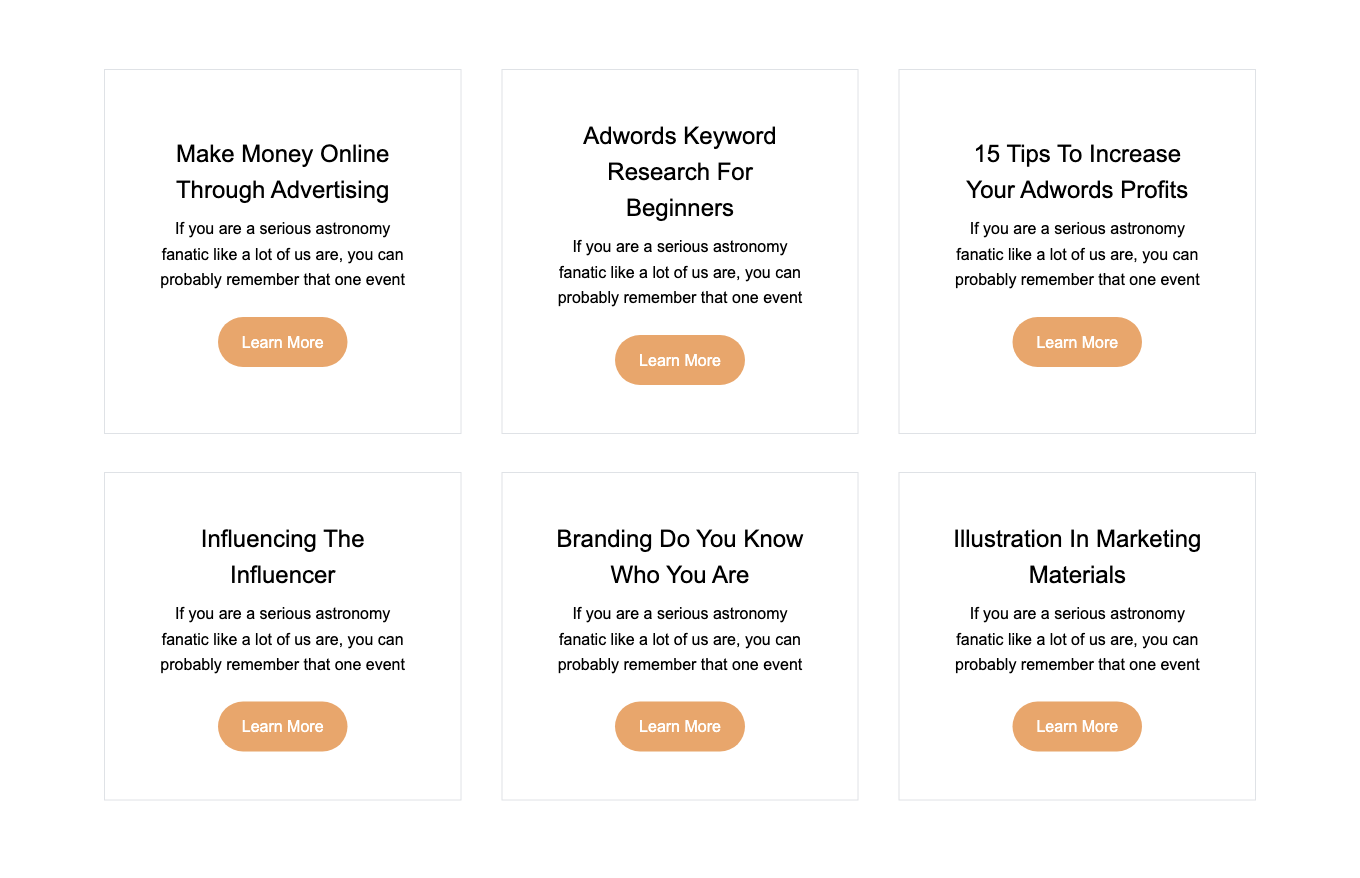 Make Money Online
Through Advertising
If you are a serious astronomy
fanatic like a lot of us are, you can
probably remember that one event
Learn More
Adwords Keyword
Research For
Beginners
If you are a serious astronomy
fanatic like a lot of us are, you can
probably remember that one event
Learn More
15 Tips To Increase
Your Adwords Profits
If you are a serious astronomy
fanatic like a lot of us are, you can
probably remember that one event
Learn More
Influencing The
Influencer
If you are a serious astronomy
fanatic like a lot of us are, you can
probably remember that one event
Learn More
Branding Do You Know
Who You Are
If you are a serious astronomy
fanatic like a lot of us are, you can
probably remember that one event
Learn More
Illustration In Marketing
Materials
If you are a serious astronomy
fanatic like a lot of us are, you can
probably remember that one event
Learn More